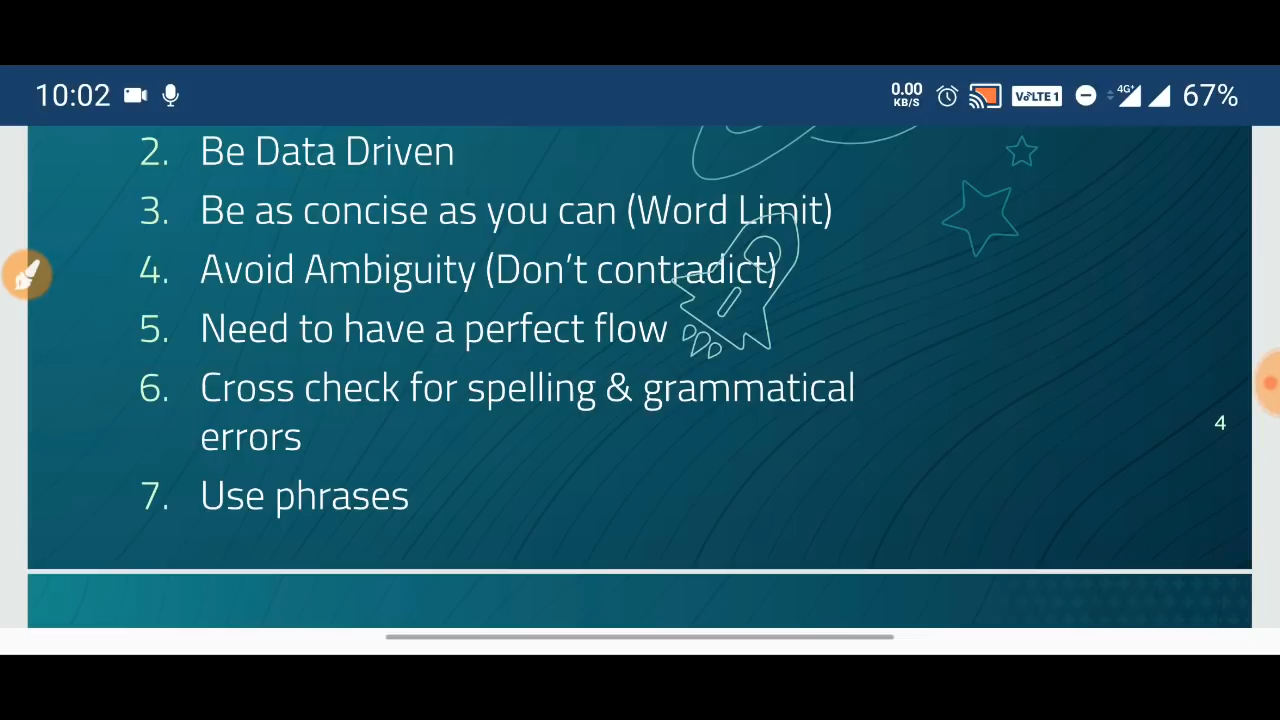 10:02
0.00
KB/S
VoLTE 1
4G+
67%
2. Be Data Driven
3. Be as concise as you can (Word Limit)
4. Avoid Ambiguity (Don't contradict)
5. Need to have a perfect flow
6. Cross check for spelling & grammatical
errors
4
7. Use phrases